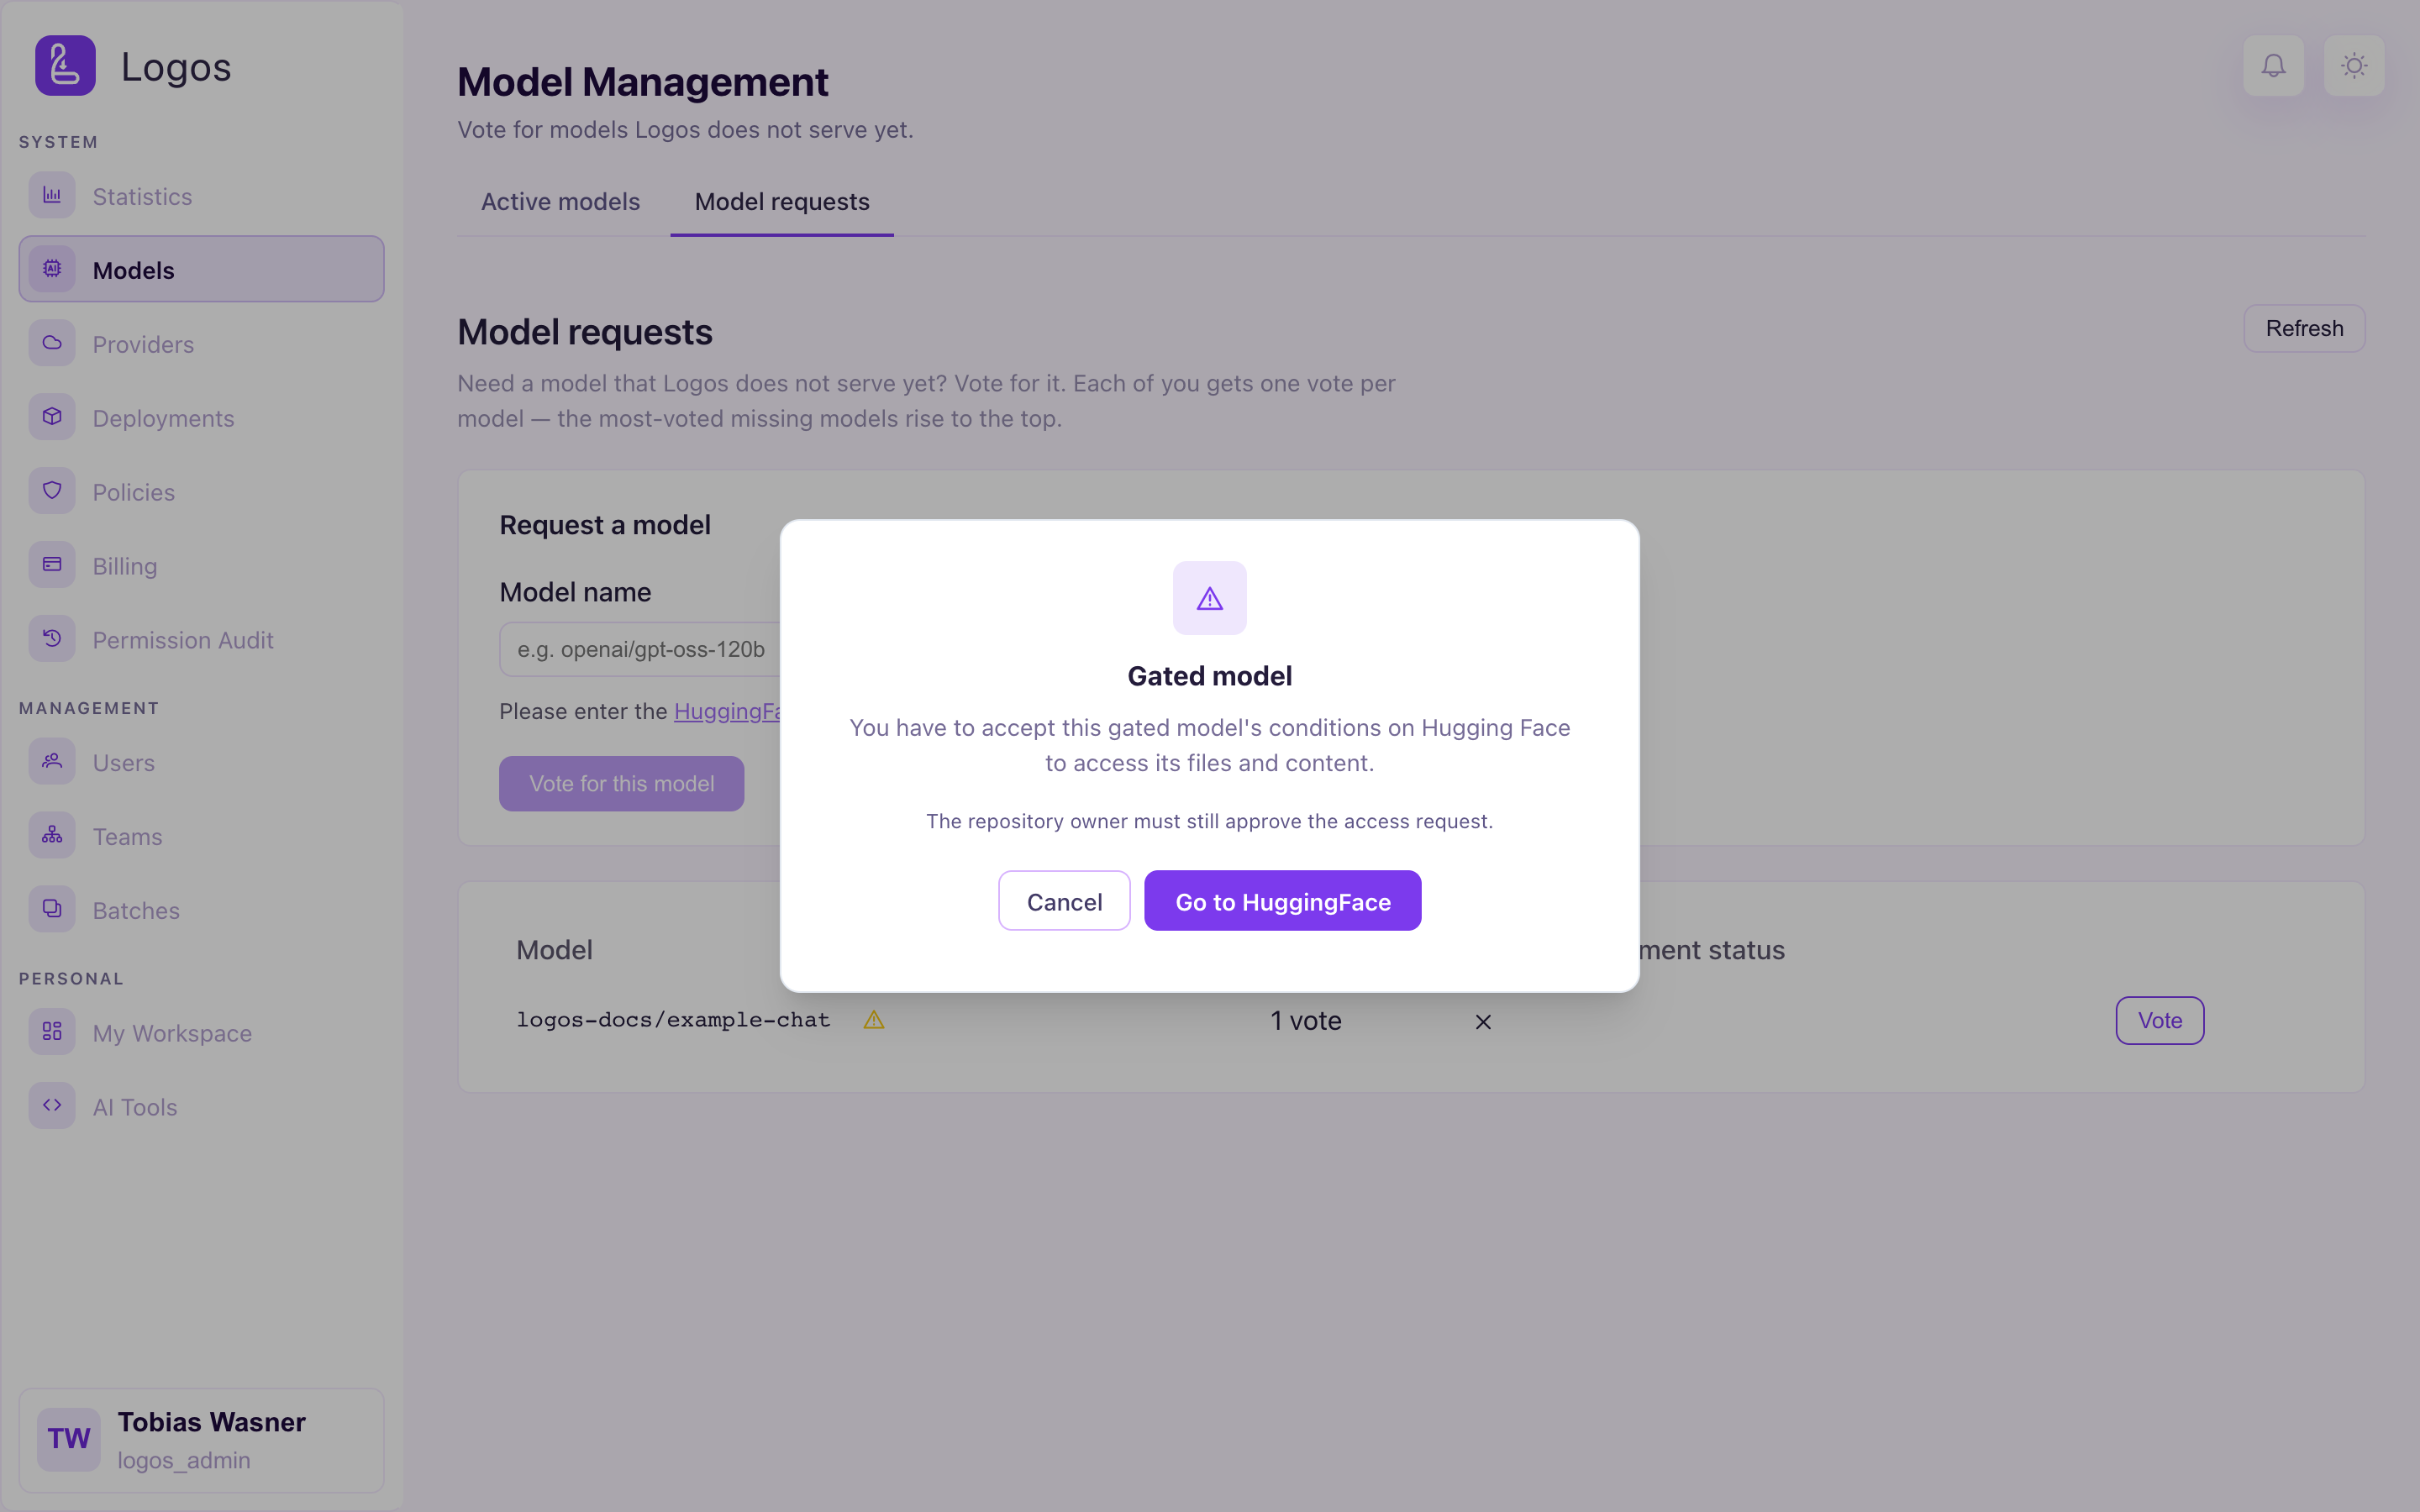 Logos
SYSTEM
Statistics
Models
Providers
Deployments
Policies
Billing
Permission Audit
MANAGEMENT
Users
Teams
Batches
PERSONAL
My Workspace
AI Tools
TW
Tobias Wasner
logos_admin
Model Management
Vote for models Logos does not serve yet.
Active models
Model requests
Model requests
Refresh
Need a model that Logos does not serve yet? Vote for it. Each of you gets one vote per
model — the most-voted missing models rise to the top.
Request a model
Model name
e.g. openai/gpt-oss-120b
Please enter the HuggingFa
Vote for this model
Gated model
You have to accept this gated model's conditions on Hugging Face
to access its files and content.
The repository owner must still approve the access request.
Cancel
Go to HuggingFace
Model
ment status
logos-docs/example-chat
1 vote
Vote